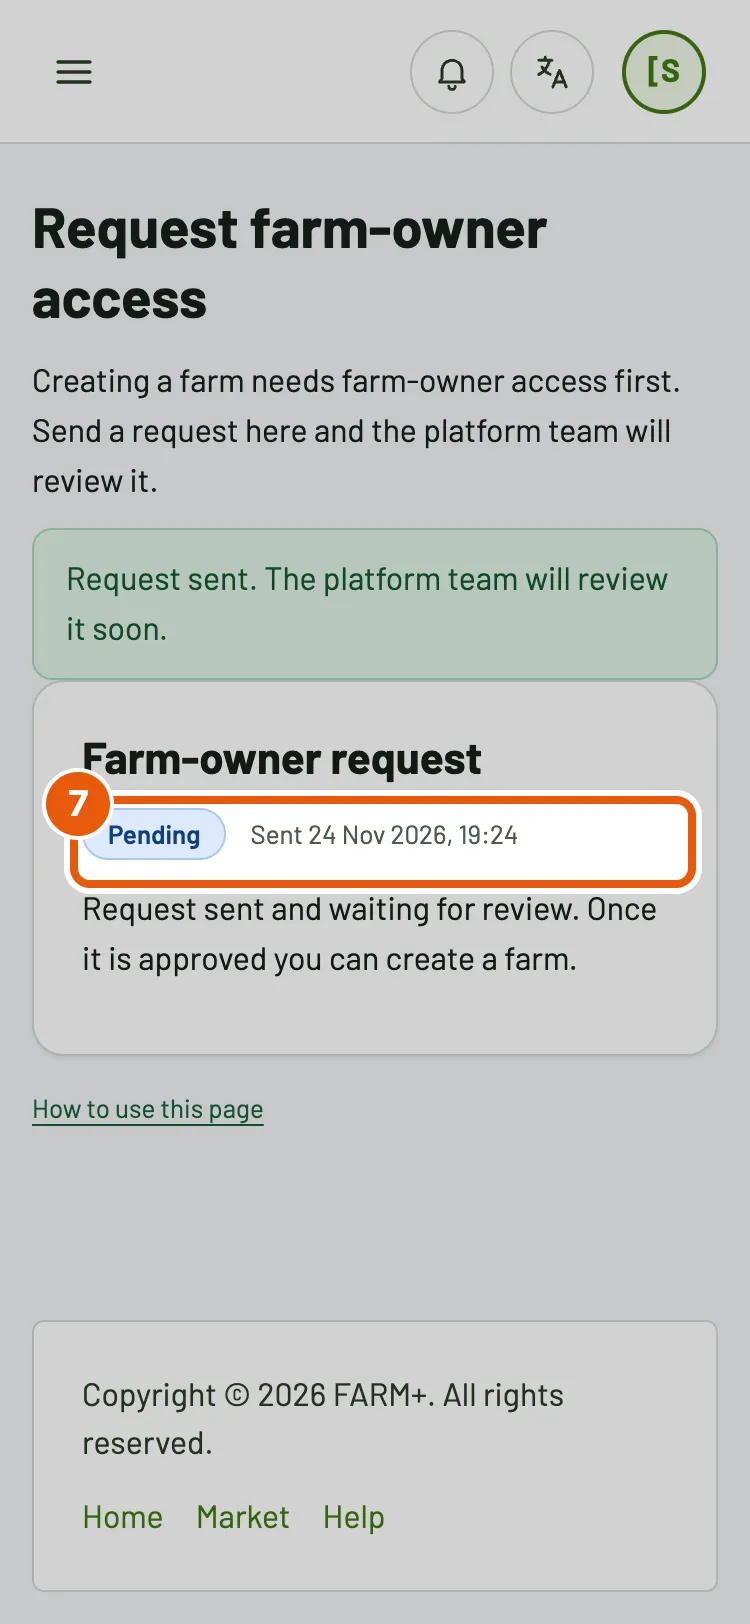 [S
Request farm-owner
access
Creating a farm needs farm-owner access first.
Send a request here and the platform team will
review it.
Request sent. The platform team will review
it soon.
Farm-owner request
7
Pending
Sent 24 Nov 2026, 19:24
Request sent and waiting for review. Once
it is approved you can create a farm.
How to use this page
Copyright © 2026 FARM+. All rights
reserved.
Home Market Help